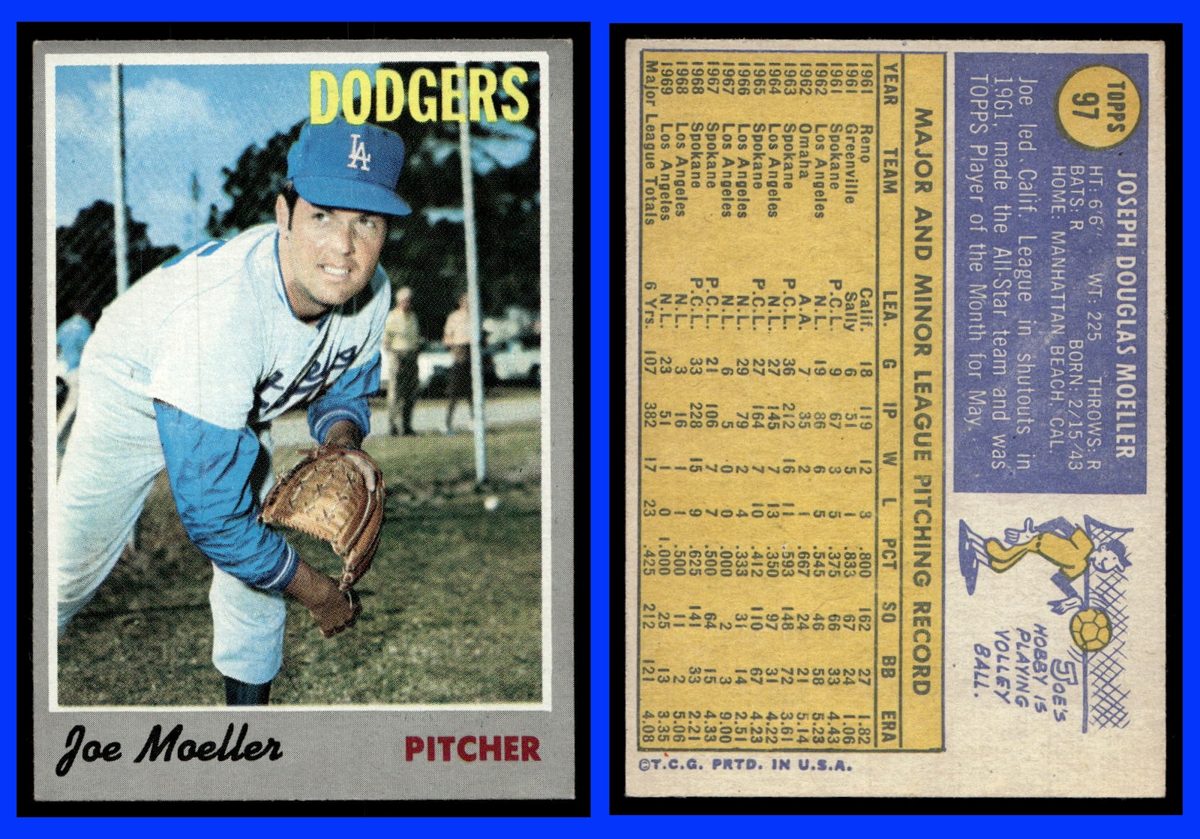 DODGERS
LA
Joe Moeller
PITCHER
TOPPS
97
JOSEPH DOUGLAS MOELLER
HT: 6'6" WT: 225 THROWS: R
BATS: R BORN: 2/15/43
HOME: MANHATTAN BEACH, CAL.
Joe led Calif. League in shutouts in
1961, made the All-Star team and was
TOPPS Player of the Month for May.
JOE'S
HOBBY IS
PLAYING
VOLLEY
BALL.
MAJOR AND MINOR LEAGUE PITCHING RECORD
YEAR TEAM LEA. G IP W L PCT SO BB ERA
1961 Reno Calif. 18 119 12 3 .800 162 27 1.82
1961 Greenville Sally 6 51 5 1 .833 67 24 1.06
1961 Spokane P.C.L. 9 67 3 5 .375 66 33 4.43
1962 Los Angeles N.L. 19 86 6 5 .545 46 58 5.23
1962 Omaha A.A. 7 35 2 1 .667 24 21 5.14
1963 Spokane P.C.L. 36 212 16 11 .593 148 72 3.61
1964 Los Angeles N.L. 27 145 7 13 .350 97 31 4.22
1965 Spokane P.C.L. 27 164 7 10 .412 110 67 4.23
1966 Los Angeles N.L. 29 79 2 4 .333 31 14 2.51
1967 Los Angeles N.L. 6 5 0 0 .000 2 3 9.00
1967 Spokane P.C.L. 21 106 7 7 .500 64 15 4.33
1968 Spokane P.C.L. 33 228 15 9 .625 141 33 2.21
1968 Los Angeles N.L. 3 16 1 1 .500 11 2 5.06
1969 Los Angeles N.L. 23 51 1 0 1.000 25 13 3.35
Major League Totals 6 Yrs. 107 382 17 23 .425 212 121 4.08
©T.C.G. PRTD. IN U.S.A.